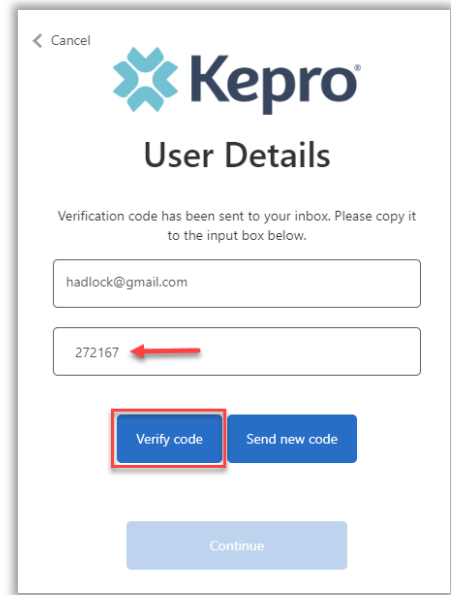 Cancel
Kepro®
User Details
Verification code has been sent to your inbox. Please copy it
to the input box below.
hadlock@gmail.com
272167
Verify code
Send new code
Continue